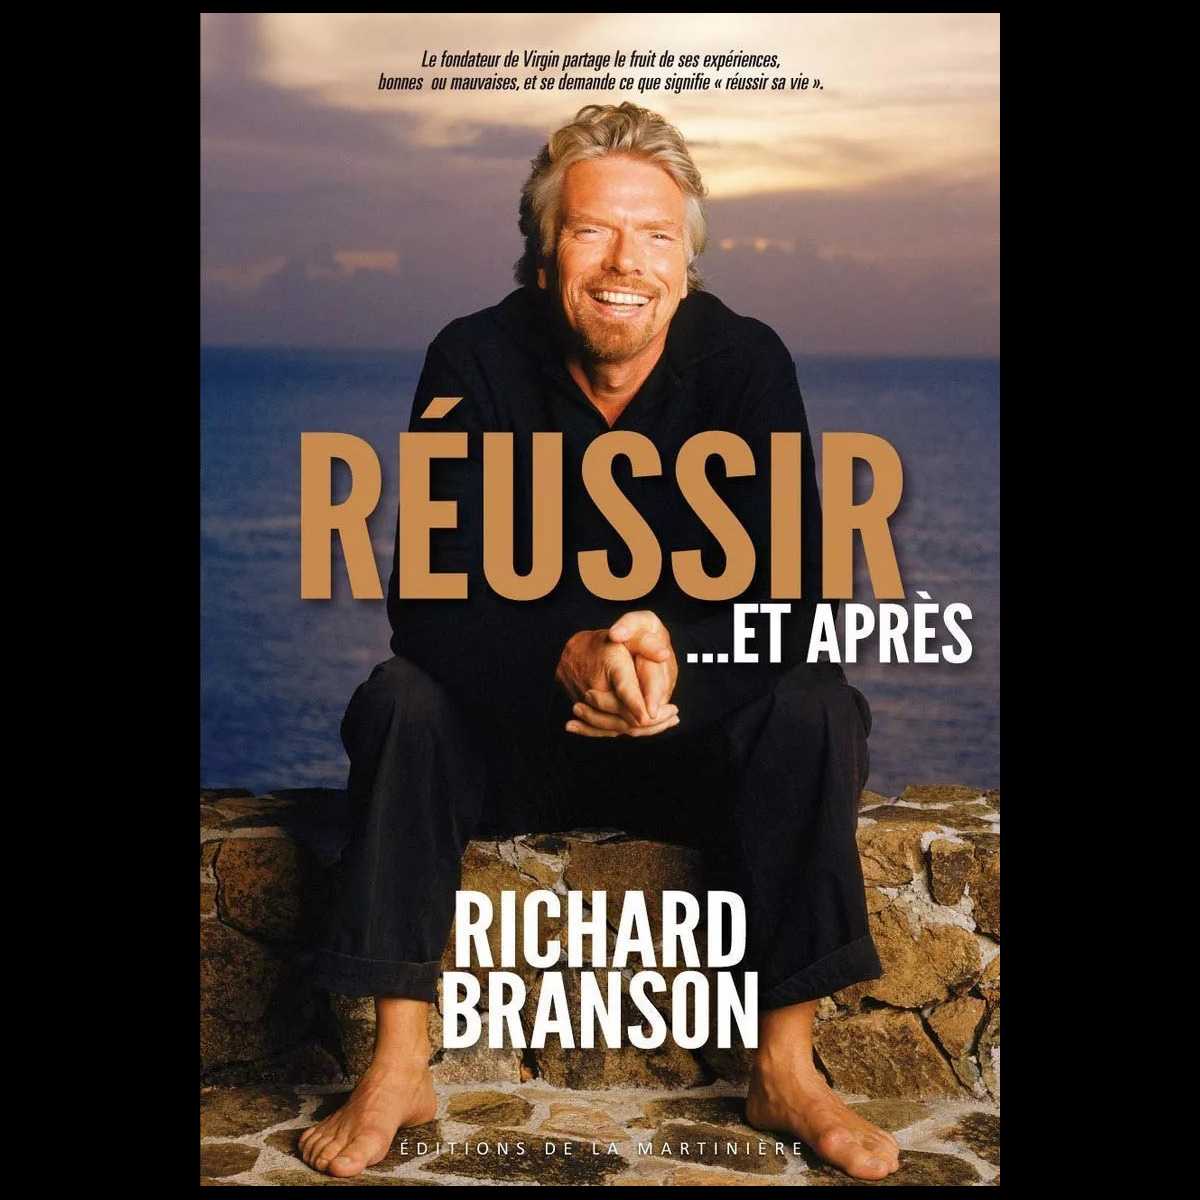 Le fondateur de Virgin partage le fruit de ses expériences,
bonnes ou mauvaises, et se demande ce que signifie « réussir sa vie ».
RÉUSSIR
...ET APRÈS
RICHARD
BRANSON
ÉDITIONS DE LA MARTINIÈRE